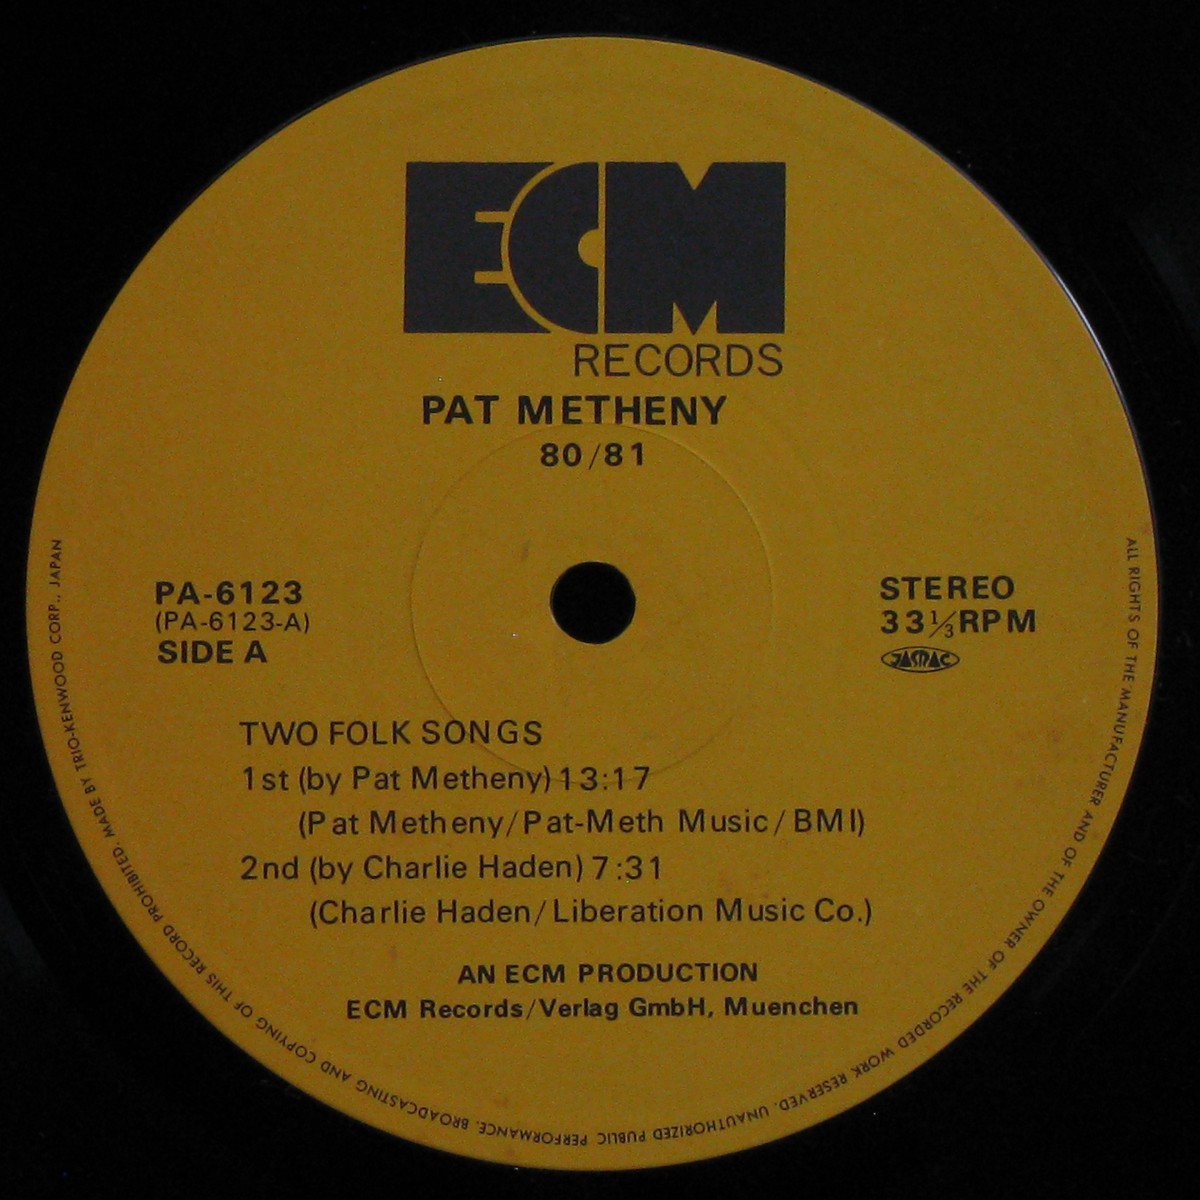 ECM
RECORDS
PAT METHENY
80/81
PA-6123
(PA-6123-A)
SIDE A
STEREO
33⅓RPM
JASRAC
TWO FOLK SONGS
1st (by Pat Metheny) 13:17
(Pat Metheny/Pat-Meth Music/BMI)
2nd (by Charlie Haden) 7:31
(Charlie Haden/Liberation Music Co.)
AN ECM PRODUCTION
ECM Records/Verlag GmbH, Muenchen
ALL RIGHTS OF THE MANUFACTURER AND OF THE OWNER OF THE RECORDED WORK RESERVED. UNAUTHORIZED PUBLIC PERFORMANCE. BROADCASTING AND COPYING OF THIS RECORD PROHIBITED. MADE BY TRIO-KENWOOD CORP., JAPAN